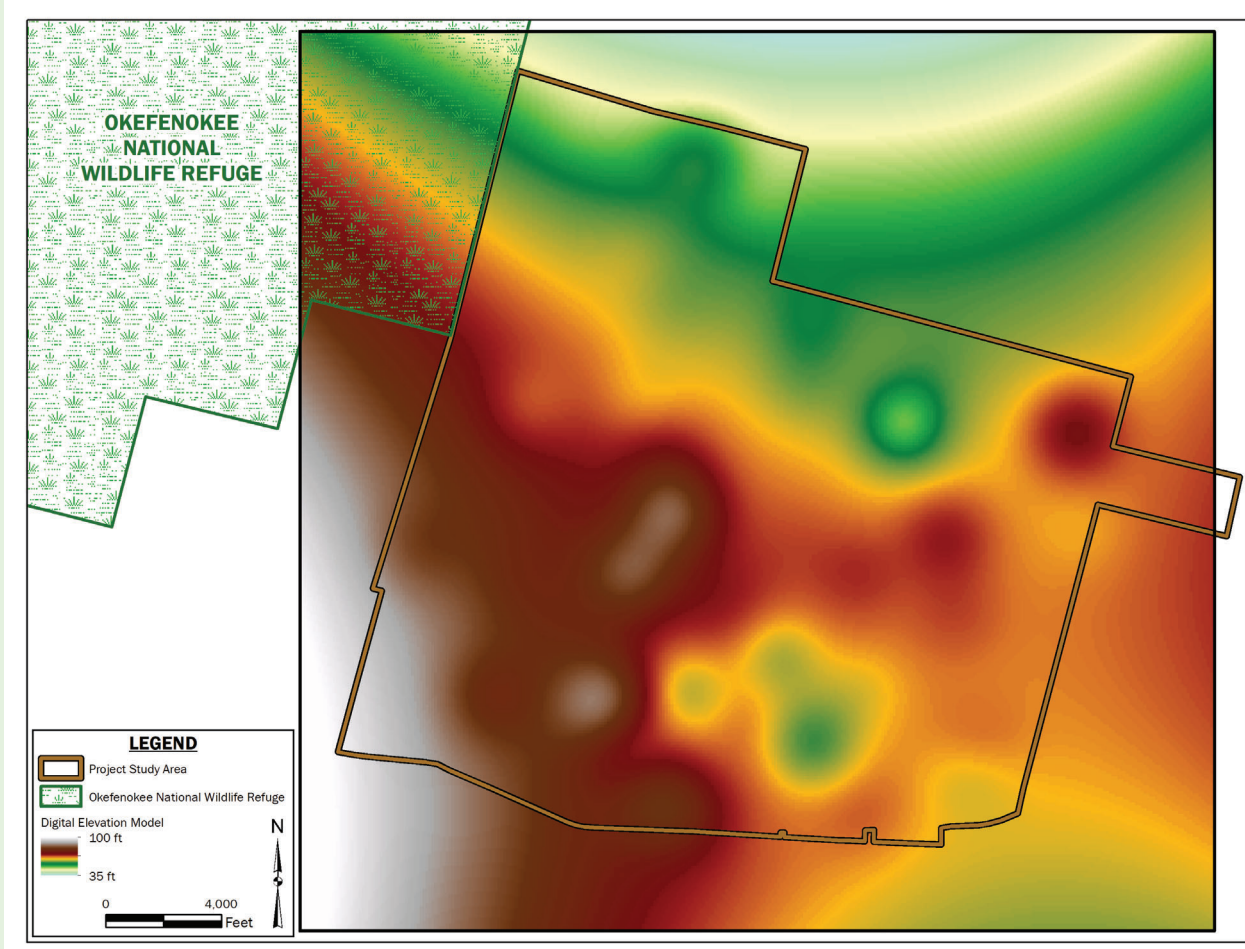 OKEFENOKEE
NATIONAL
WILDLIFE REFUGE
LEGEND
Project Study Area
Okefenokee National Wildlife Refuge
Digital Elevation Model
100 ft
35 ft
N
0 4,000
Feet